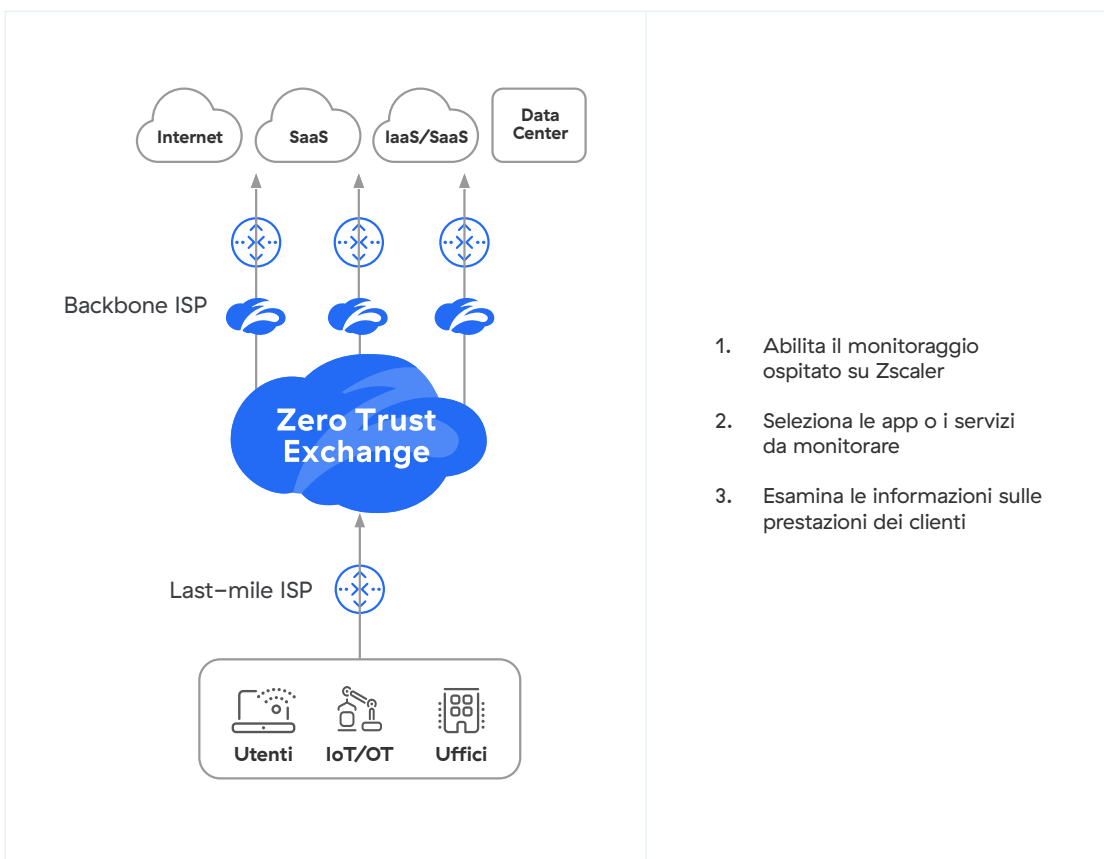 Internet
SaaS
IaaS/SaaS
Data
Center
Backbone ISP
Zero Trust
Exchange
Last-mile ISP
Utenti
IoT/OT
Uffici
1. Abilita il monitoraggio
ospitato su Zscaler
2. Seleziona le app o i servizi
da monitorare
3. Esamina le informazioni sulle
prestazioni dei clienti